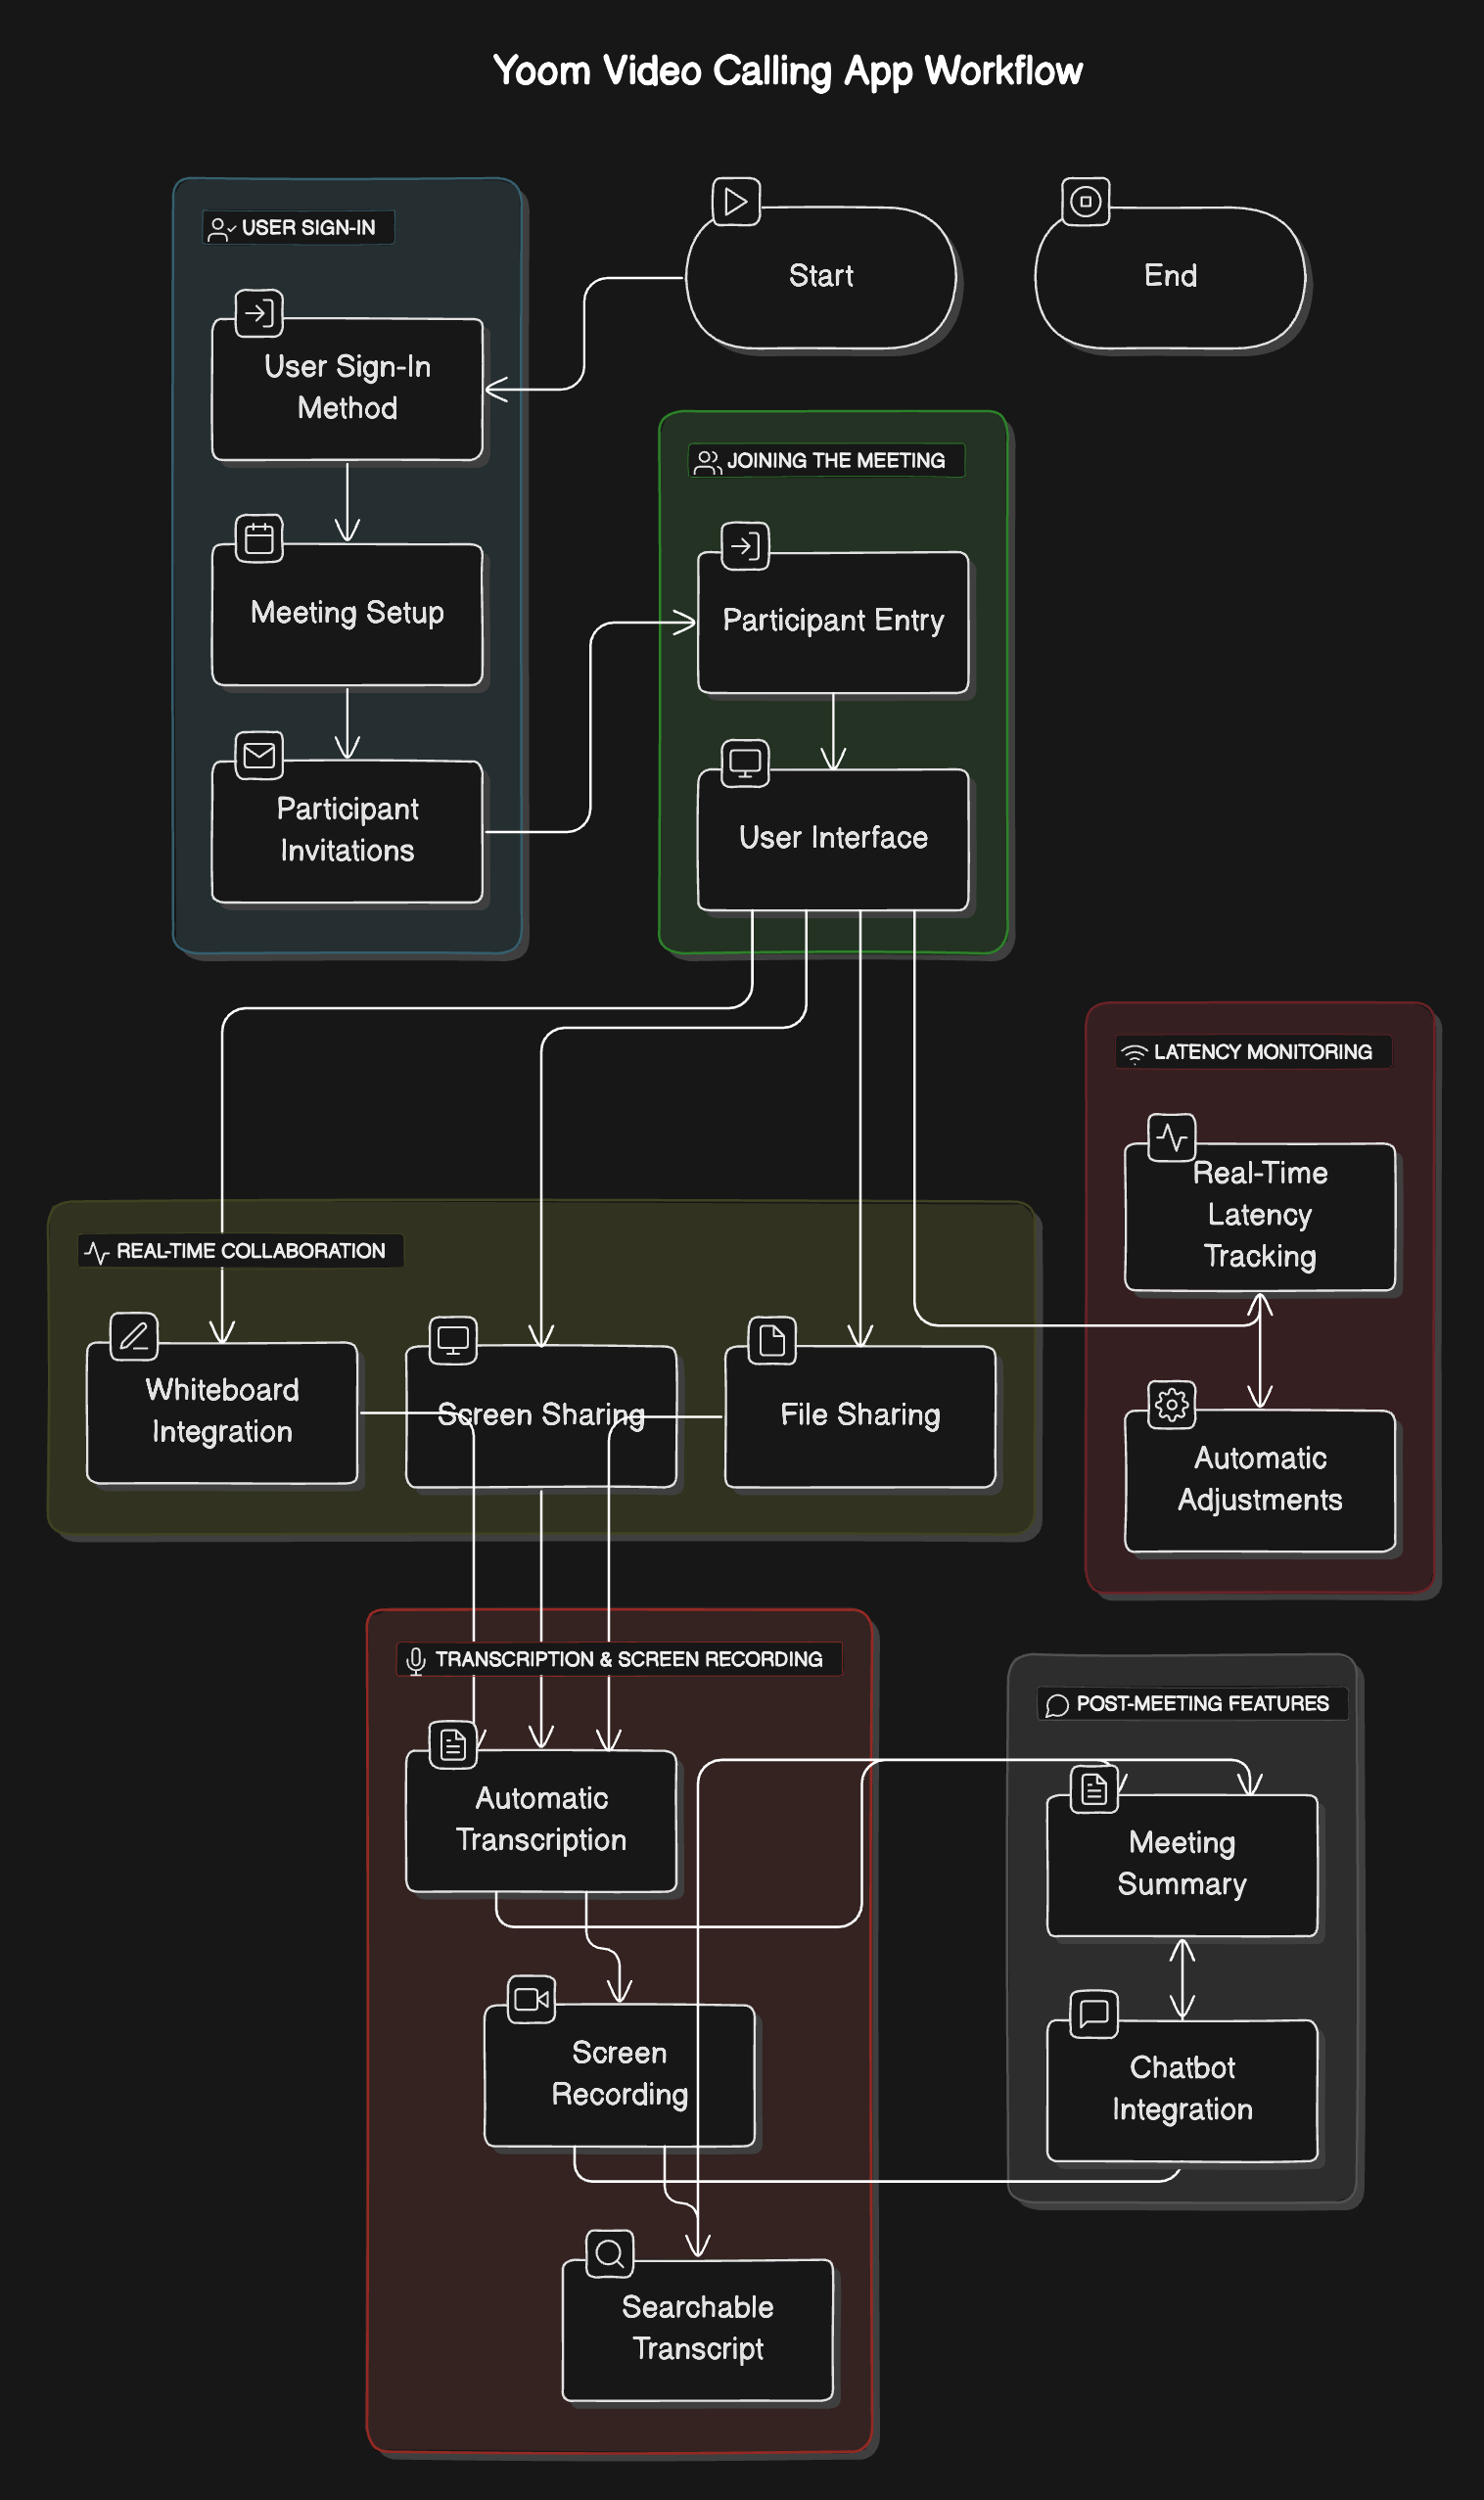 Yoom Video Calling App Workflow
USER SIGN-IN
Start
End
User Sign-In
Method
JOINING THE MEETING
Meeting Setup
Participant Entry
Participant
Invitations
User Interface
LATENCY MONITORING
Real-Time
Latency
Tracking
REAL-TIME COLLABORATION
Whiteboard
Integration
Screen Sharing
File Sharing
Automatic
Adjustments
TRANSCRIPTION & SCREEN RECORDING
POST-MEETING FEATURES
Automatic
Transcription
Meeting
Summary
Screen
Recording
Chatbot
Integration
Searchable
Transcript